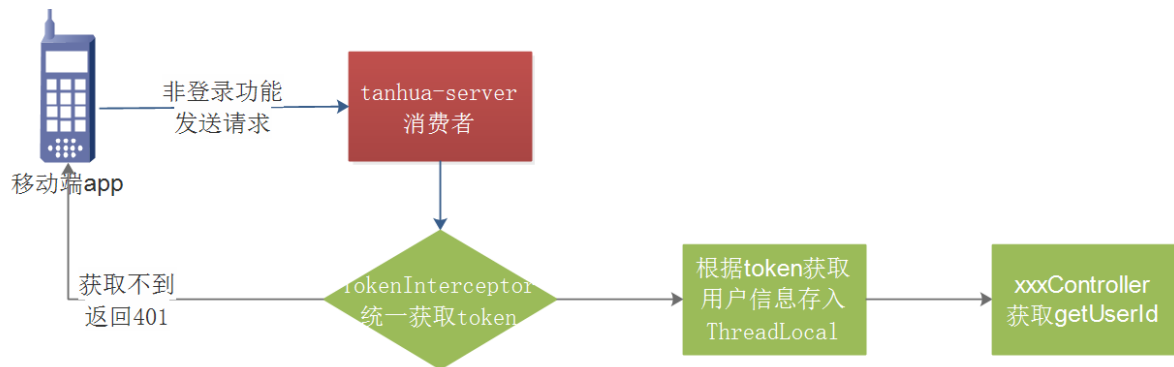 非登录功能
发送请求
tanhua-server
消费者
移动端app
获取不到
返回401
TokenInterceptor
统一获取token
根据token获取
用户信息存入
ThreadLocal
xxxController
获取getUserId